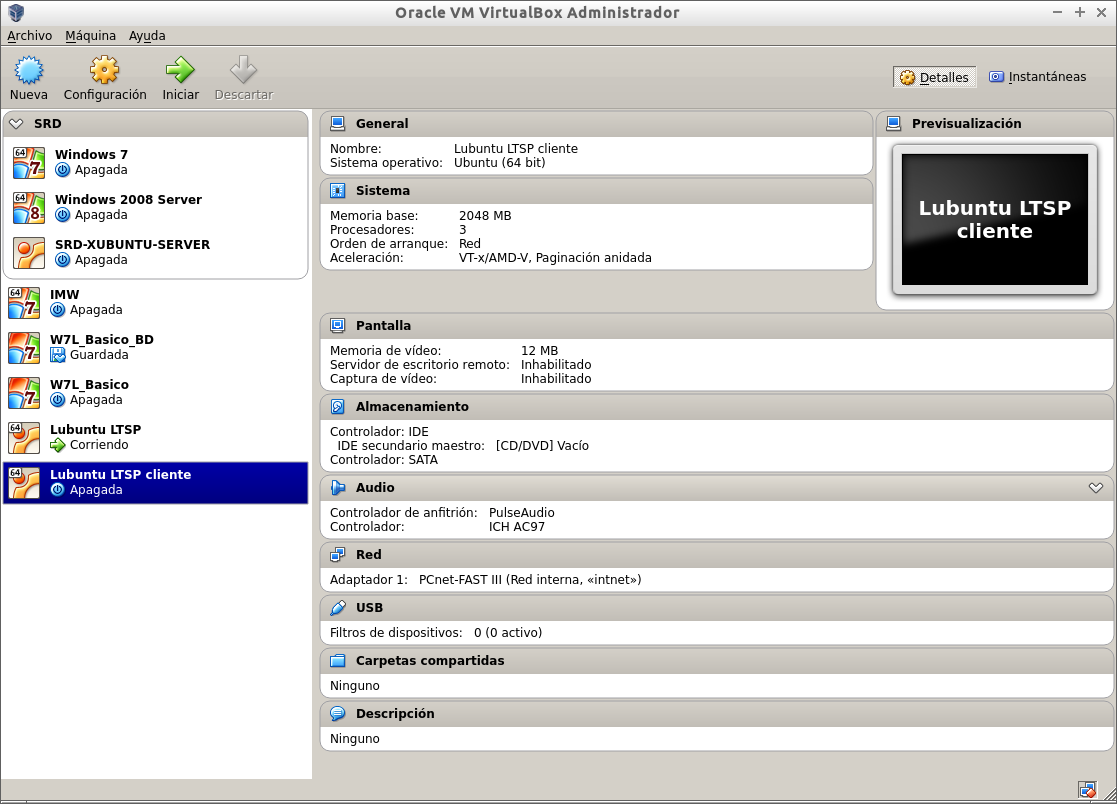 Oracle VM VirtualBox Administrador
Archivo Máquina Ayuda
Nueva Configuración Iniciar Descartar
Detalles Instantáneas
SRD
64 7 Windows 7
Apagada
64 8 Windows 2008 Server
Apagada
SRD-XUBUNTU-SERVER
Apagada
64 7 IMW
Apagada
7 W7L_Basico_BD
Guardada
7 W7L_Basico
Apagada
64 Lubuntu LTSP
Corriendo
64 Lubuntu LTSP cliente
Apagada
General
Nombre: Lubuntu LTSP cliente
Sistema operativo: Ubuntu (64 bit)
Sistema
Memoria base: 2048 MB
Procesadores: 3
Orden de arranque: Red
Aceleración: VT-x/AMD-V, Paginación anidada
Previsualización
Lubuntu LTSP
cliente
Pantalla
Memoria de vídeo: 12 MB
Servidor de escritorio remoto: Inhabilitado
Captura de vídeo: Inhabilitado
Almacenamiento
Controlador: IDE
IDE secundario maestro: [CD/DVD] Vacío
Controlador: SATA
Audio
Controlador de anfitrión: PulseAudio
Controlador: ICH AC97
Red
Adaptador 1: PCnet-FAST III (Red interna, «intnet»)
USB
Filtros de dispositivos: 0 (0 activo)
Carpetas compartidas
Ninguno
Descripción
Ninguno